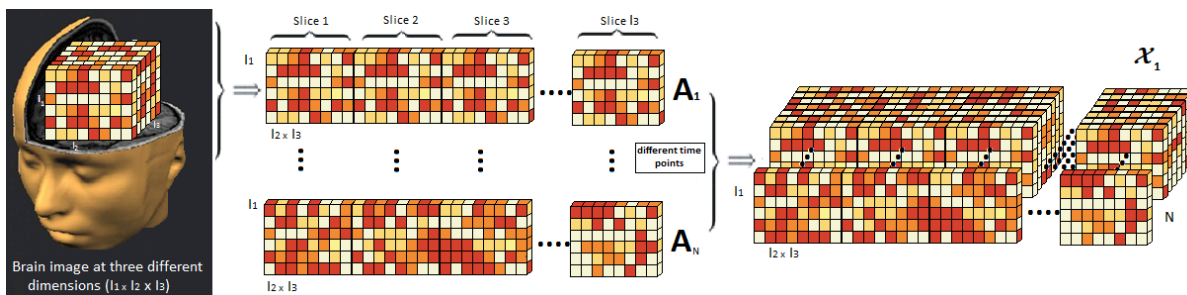 Slice 1
Slice 2
Slice 3
Slice I3
I1
A1
I2 x I3
different time
points
I1
AN
I2 x I3
Brain image at three different
dimensions (I1 x I2 x I3)
I3
𝒳1
I1
I2 x I3
N